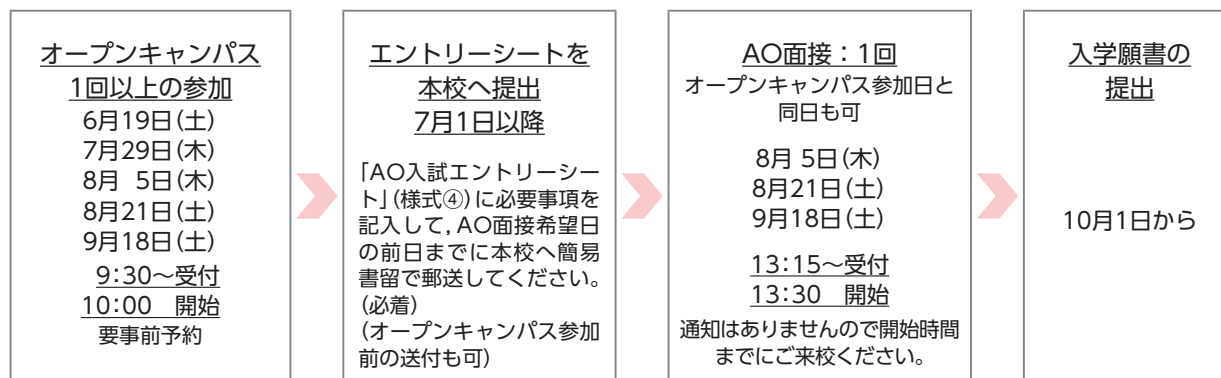 オープンキャンパス
1回以上の参加
6月19日(土)
7月29日(木)
8月 5日(木)
8月21日(土)
9月18日(土)
9:30～受付
10:00 開始
要事前予約
エントリーシートを
本校へ提出
7月1日以降
「AO入試エントリーシー
ト」(様式④)に必要事項を
記入して,AO面接希望日
の前日までに本校へ簡易
書留で郵送してください。
(必着)
(オープンキャンパス参加
前の送付も可)
AO面接：1回
オープンキャンパス参加日と
同日も可
8月 5日(木)
8月21日(土)
9月18日(土)
13:15～受付
13:30 開始
通知はありませんので開始時間
までにご来校ください。
入学願書の
提出
10月1日から